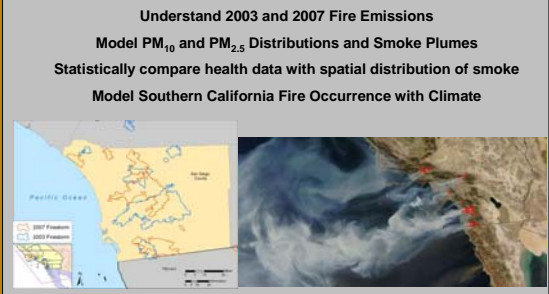 Understand 2003 and 2007 Fire Emissions
Model PM10 and PM2.5 Distributions and Smoke Plumes
Statistically compare health data with spatial distribution of smoke
Model Southern California Fire Occurrence with Climate
San Diego
County
Pacific Ocean
2007 Firestorm
2003 Firestorm
Mexico